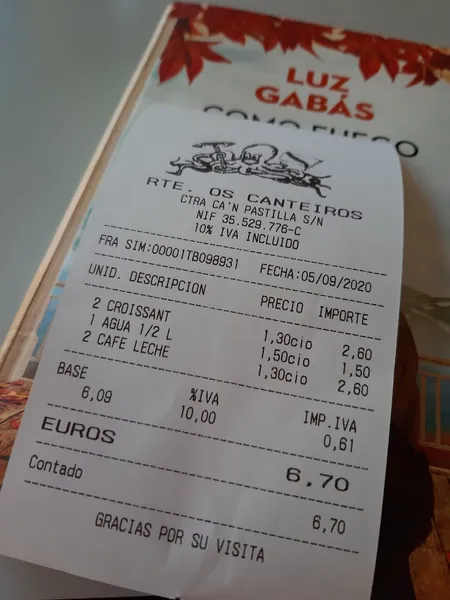 LUZ
GABÁS
COMO FUEGO
RTE. OS CANTEIROS
CTRA CA'N PASTILLA S/N
NIF 35.529.776-C
10% IVA INCLUIDO
FRA SIM:00001TB098931 FECHA:05/09/2020
UNID. DESCRIPCION PRECIO IMPORTE
2 CROISSANT 1,30cio 2,60
1 AGUA 1/2 L 1,50cio 1,50
2 CAFE LECHE 1,30cio 2,60
BASE %IVA IMP.IVA
6,09 10,00 0,61
EUROS 6,70
Contado 6,70
GRACIAS POR SU VISITA